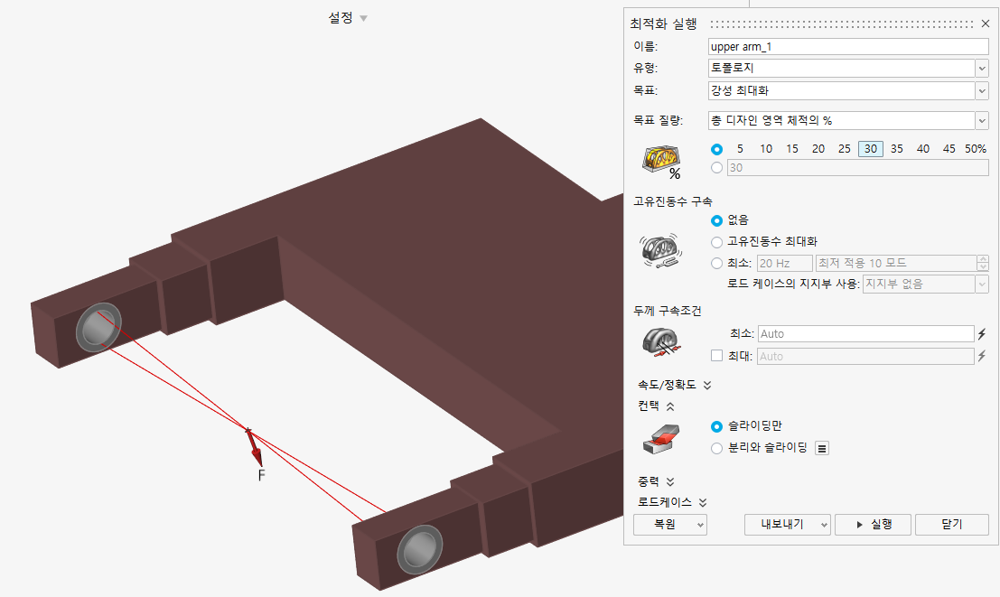 설정
최적화 실행
이름: upper arm_1
유형: 토폴로지
목표: 강성 최대화
목표 질량: 총 디자인 영역 체적의 %
5 10 15 20 25 30 35 40 45 50%
%
30
고유진동수 구속
없음
고유진동수 최대화
최소: 20 Hz 최저 적용 10 모드
로드 케이스의 지지부 사용: 지지부 없음
두께 구속조건
최소: Auto
최대: Auto
속도/정확도
컨택
슬라이딩만
분리와 슬라이딩
F
중력
로드케이스
복원 내보내기 실행 닫기